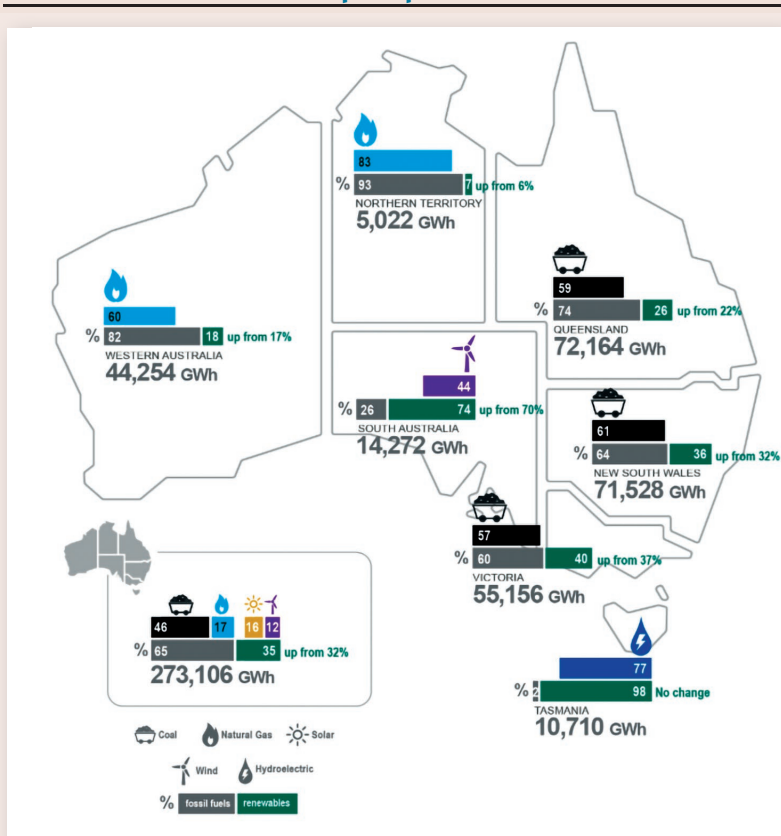 83
% 93 7 up from 6%
NORTHERN TERRITORY
5,022 GWh
59
% 74 26 up from 22%
QUEENSLAND
72,164 GWh
60
% 82 18 up from 17%
WESTERN AUSTRALIA
44,254 GWh
44
% 26 74 up from 70%
SOUTH AUSTRALIA
14,272 GWh
61
% 64 36 up from 32%
NEW SOUTH WALES
71,528 GWh
57
% 60 40 up from 37%
VICTORIA
55,156 GWh
46 17 16 12
% 65 35 up from 32%
273,106 GWh
77
% 2 98 No change
TASMANIA
10,710 GWh
Coal Natural Gas Solar
Wind Hydroelectric
% fossil fuels renewables